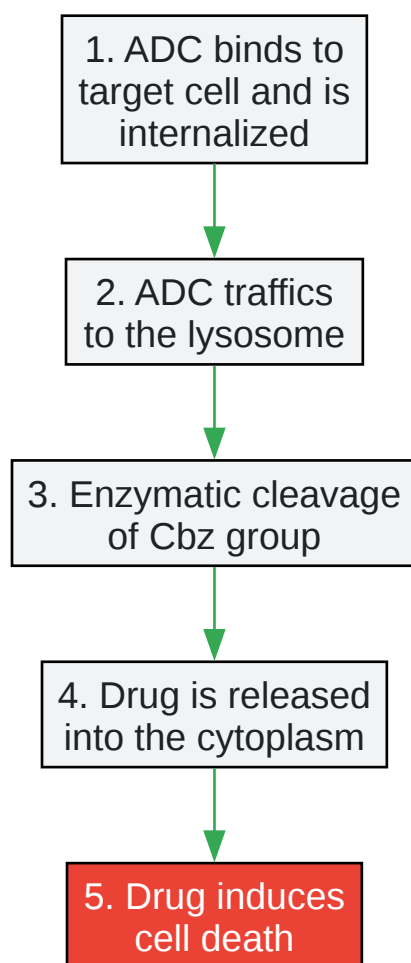 1. ADC binds to
target cell and is
internalized
2. ADC traffics
to the lysosome
3. Enzymatic cleavage
of Cbz group
4. Drug is released
into the cytoplasm
5. Drug induces
cell death